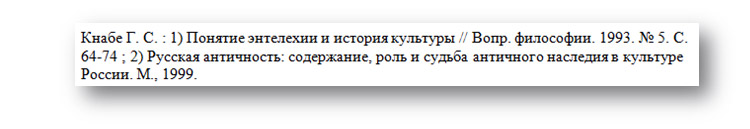 Кнабе Г. С. : 1) Понятие энтелехии и история культуры // Вопр. философии. 1993. № 5. С.
64-74 ; 2) Русская античность: содержание, роль и судьба античного наследия в культуре
России. М., 1999.